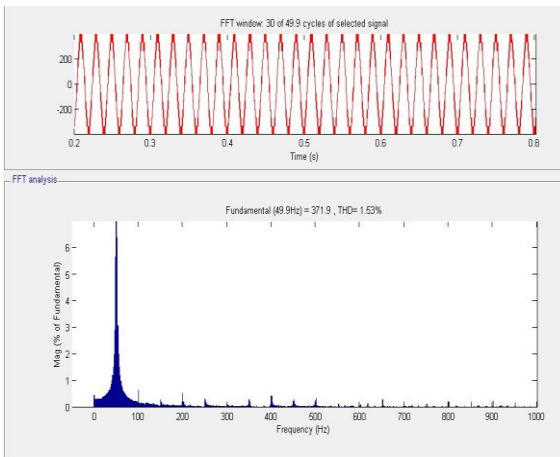 FFT window: 30 of 49.9 cycles of selected signal
200
0
-200
0.2 0.3 0.4 0.5 0.6 0.7 0.8
Time (s)
FFT analysis
Fundamental (49.9Hz) = 371.9 , THD= 1.53%
Mag (% of Fundamental)
6
5
4
3
2
1
0
0 100 200 300 400 500 600 700 800 900 1000
Frequency (Hz)